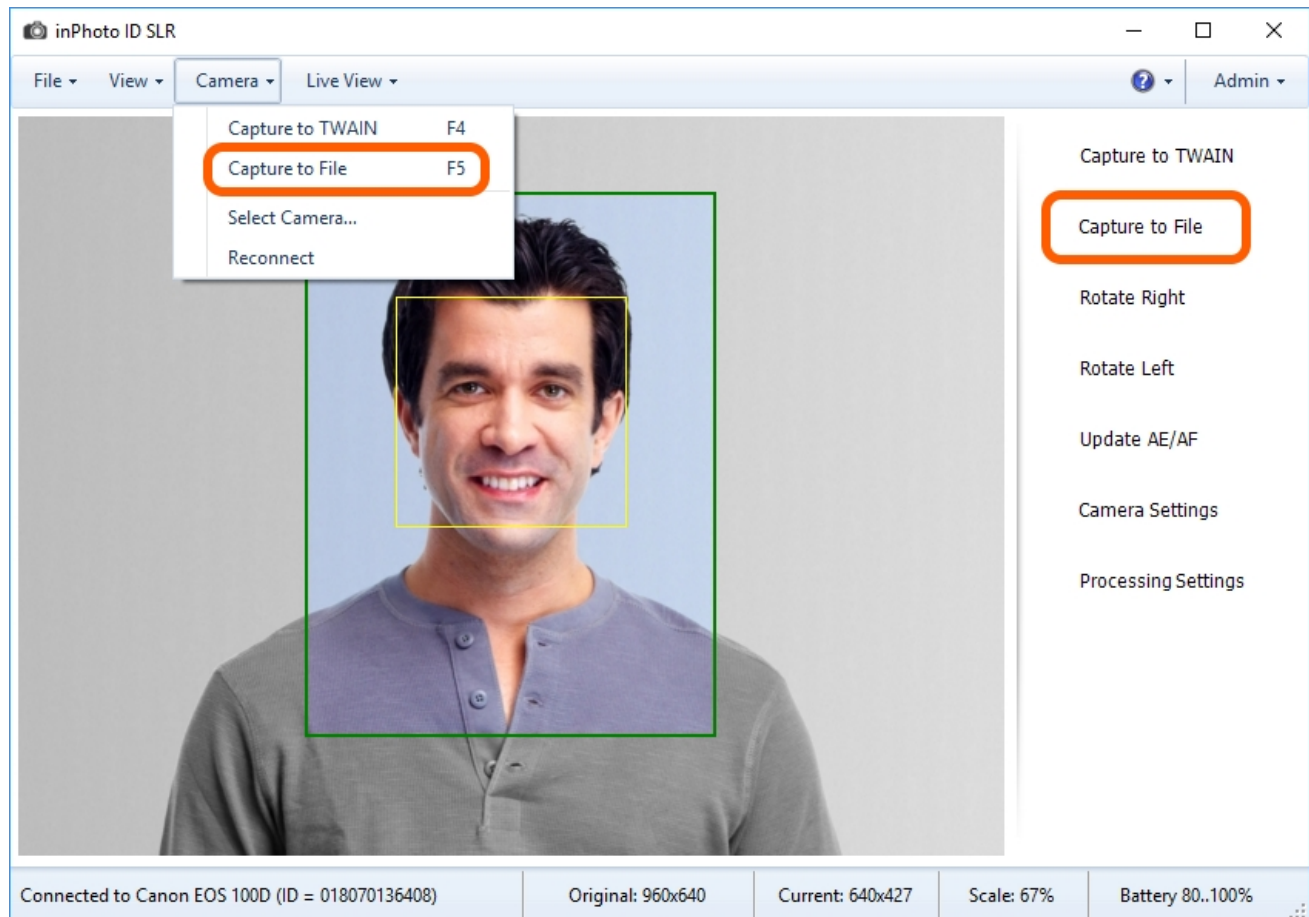 inPhoto ID SLR
File View Camera Live View ? Admin
Capture to TWAIN F4
Capture to File F5
Select Camera...
Reconnect
Capture to TWAIN
Capture to File
Rotate Right
Rotate Left
Update AE/AF
Camera Settings
Processing Settings
Connected to Canon EOS 100D (ID = 018070136408) Original: 960x640 Current: 640x427 Scale: 67% Battery 80..100%